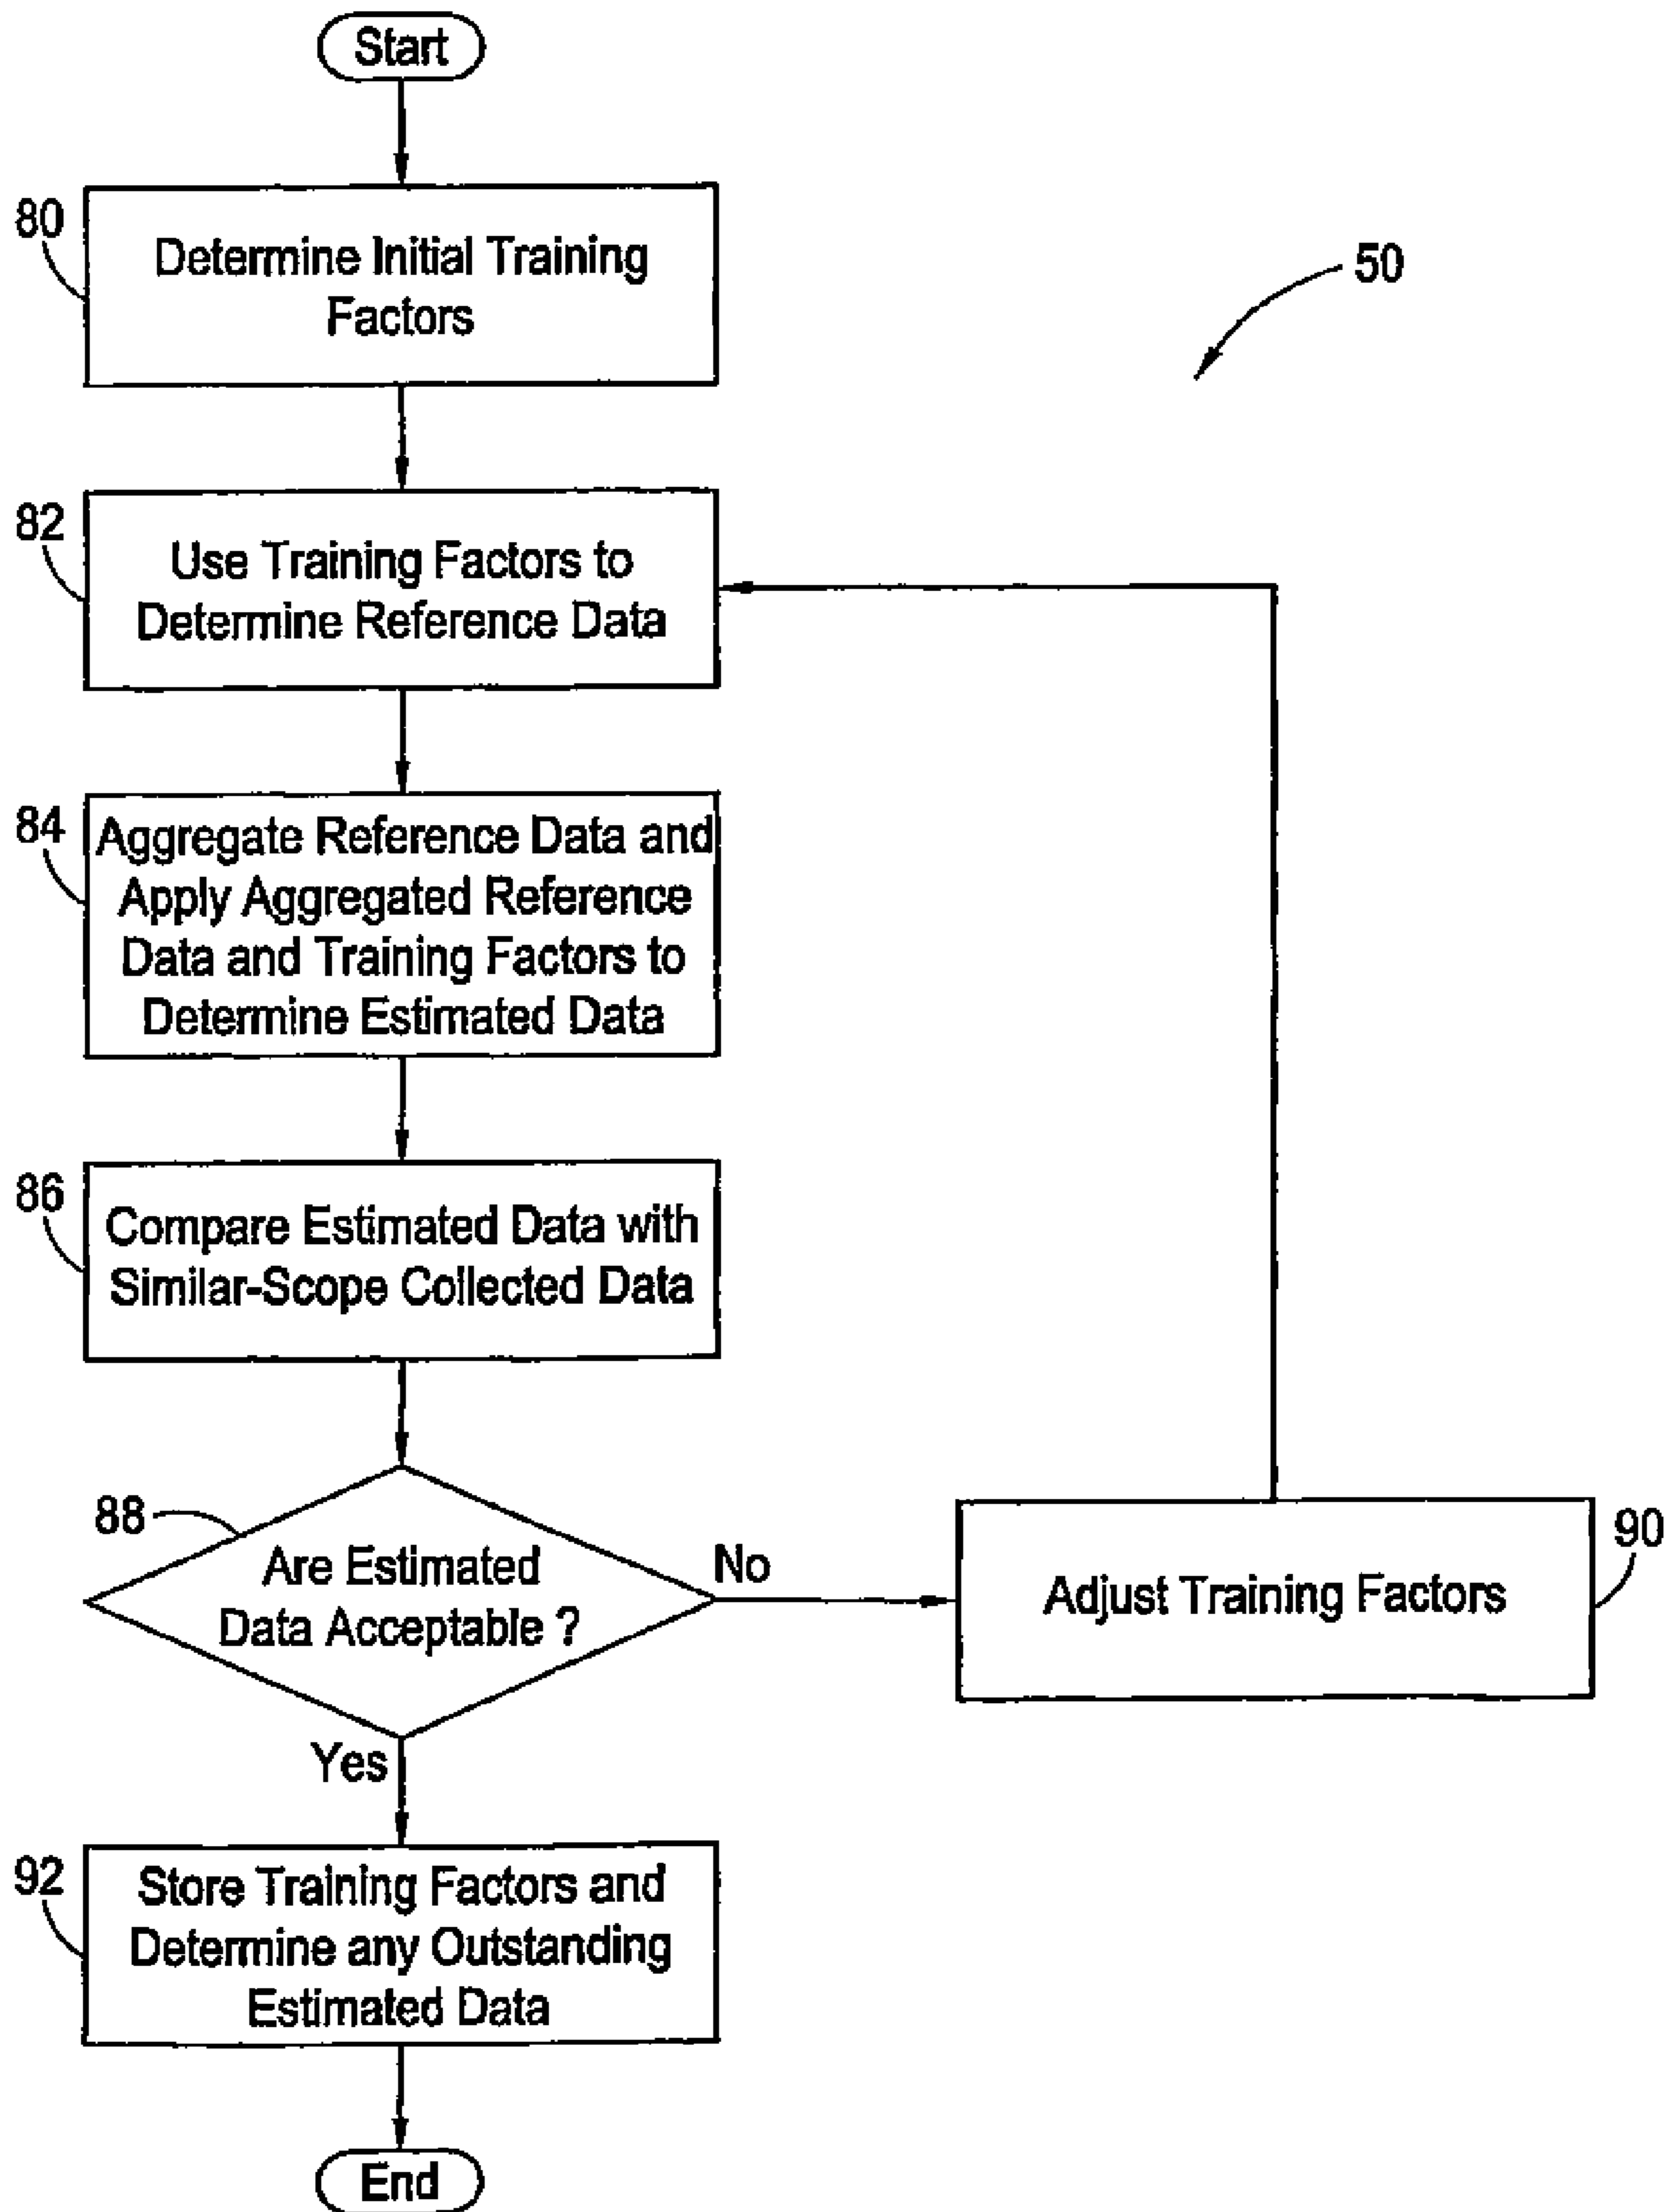 Start
80
Determine Initial Training
Factors
50
82
Use Training Factors to
Determine Reference Data
84
Aggregate Reference Data and
Apply Aggregated Reference
Data and Training Factors to
Determine Estimated Data
86
Compare Estimated Data with
Similar-Scope Collected Data
88
Are Estimated
Data Acceptable ?
No
90
Adjust Training Factors
Yes
92
Store Training Factors and
Determine any Outstanding
Estimated Data
End